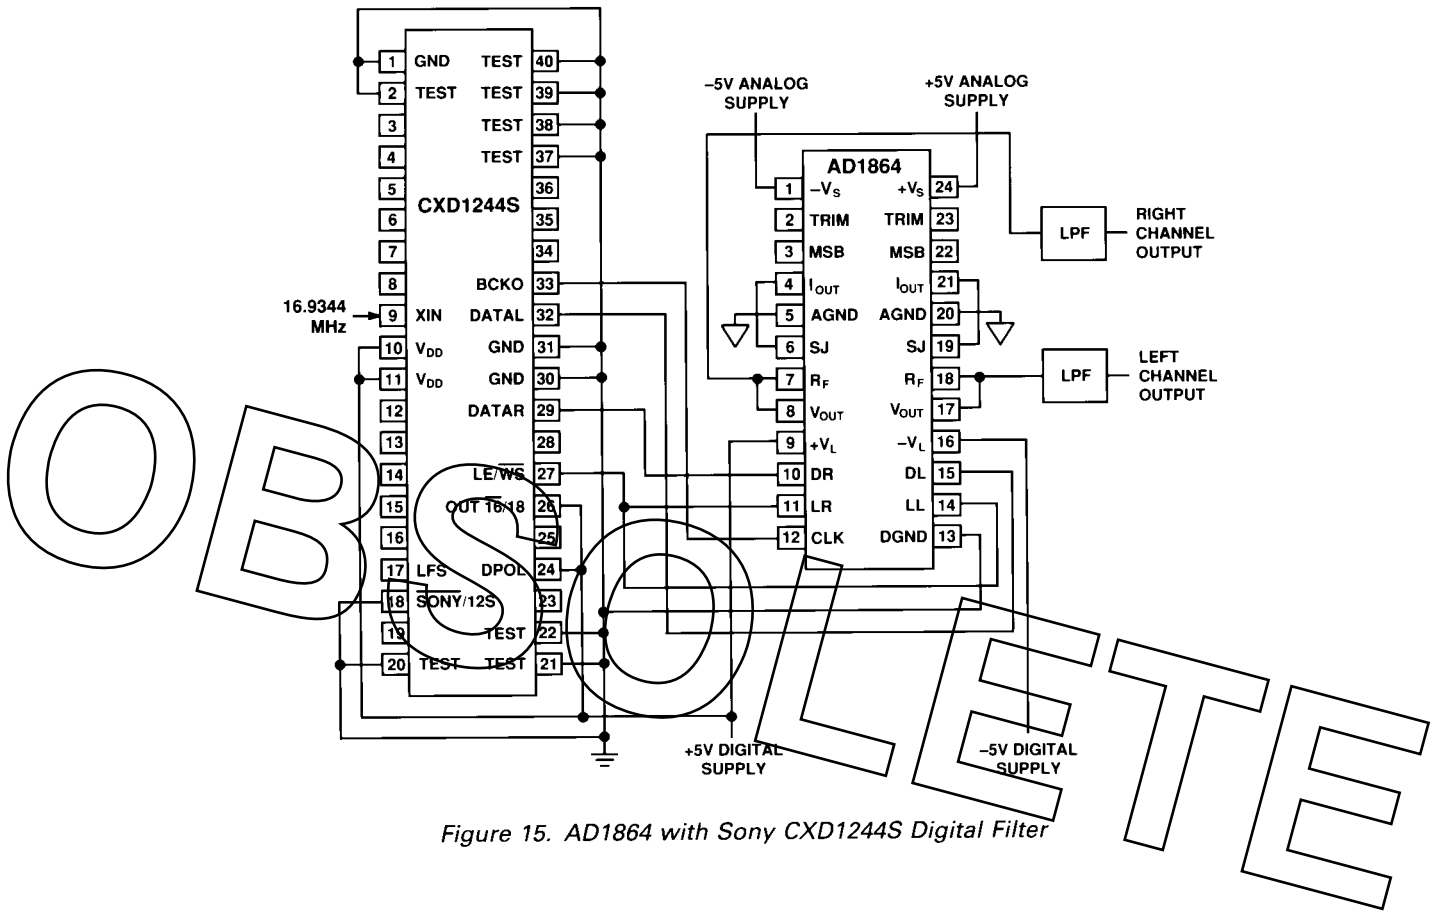 1 GND TEST 40
2 TEST TEST 39
3 TEST 38
4 TEST 37
5 36
CXD1244S
6 35
7 34
8 BCKO 33
16.9344
MHz
9 XIN DATAL 32
10 VDD GND 31
11 VDD GND 30
12 DATAR 29
13 28
14 LE/W̅S̅ 27
15 OUT 1̅6̅/18 26
16 25
17 LFS DPOL 24
18 S̅O̅N̅Y̅/12S 23
19 TEST 22
20 TEST TEST 21
–5V ANALOG
SUPPLY
+5V ANALOG
SUPPLY
AD1864
1 –VS +VS 24
2 TRIM TRIM 23
3 MSB MSB 22
4 IOUT IOUT 21
5 AGND AGND 20
6 SJ SJ 19
7 RF RF 18
8 VOUT VOUT 17
9 +VL –VL 16
10 DR DL 15
11 LR LL 14
12 CLK DGND 13
LPF
RIGHT
CHANNEL
OUTPUT
LPF
LEFT
CHANNEL
OUTPUT
+5V DIGITAL
SUPPLY
–5V DIGITAL
SUPPLY
OBSOLETE
Figure 15. AD1864 with Sony CXD1244S Digital Filter